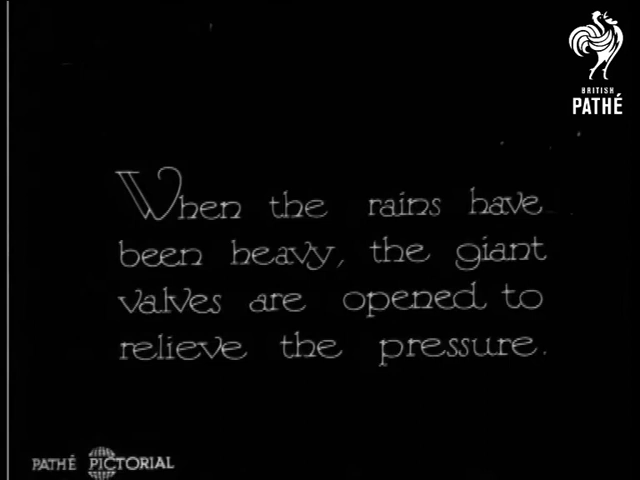 BRITISH
PATHÉ
When the rains have
been heavy, the giant
valves are opened to
relieve the pressure.
PATHÉ PICTORIAL